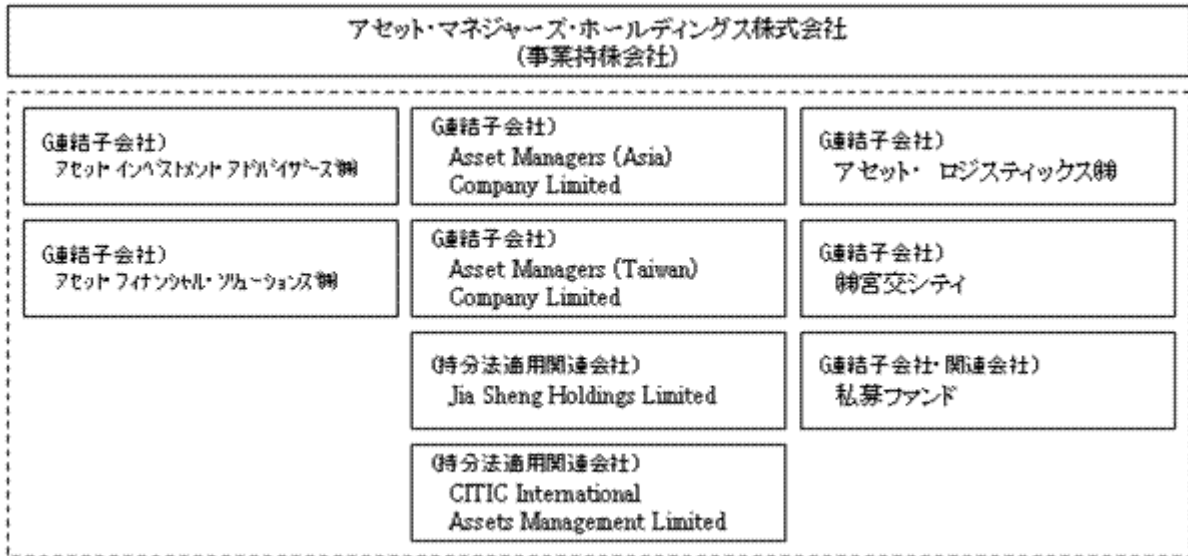 アセット・マネジャーズ・ホールディングス株式会社
(事業持株会社)
(連結子会社)
アセット・インベストメント・アドバイザーズ㈱
(連結子会社)
アセット・フィナンシャル・ソリューションズ㈱
(連結子会社)
Asset Managers (Asia)
Company Limited
(連結子会社)
Asset Managers (Taiwan)
Company Limited
(持分法適用関連会社)
Jia Sheng Holdings Limited
(持分法適用関連会社)
CITIC International
Assets Management Limited
(連結子会社)
アセット・ ロジスティックス㈱
(連結子会社)
㈱宮交シティ
(連結子会社・関連会社)
私募ファンド